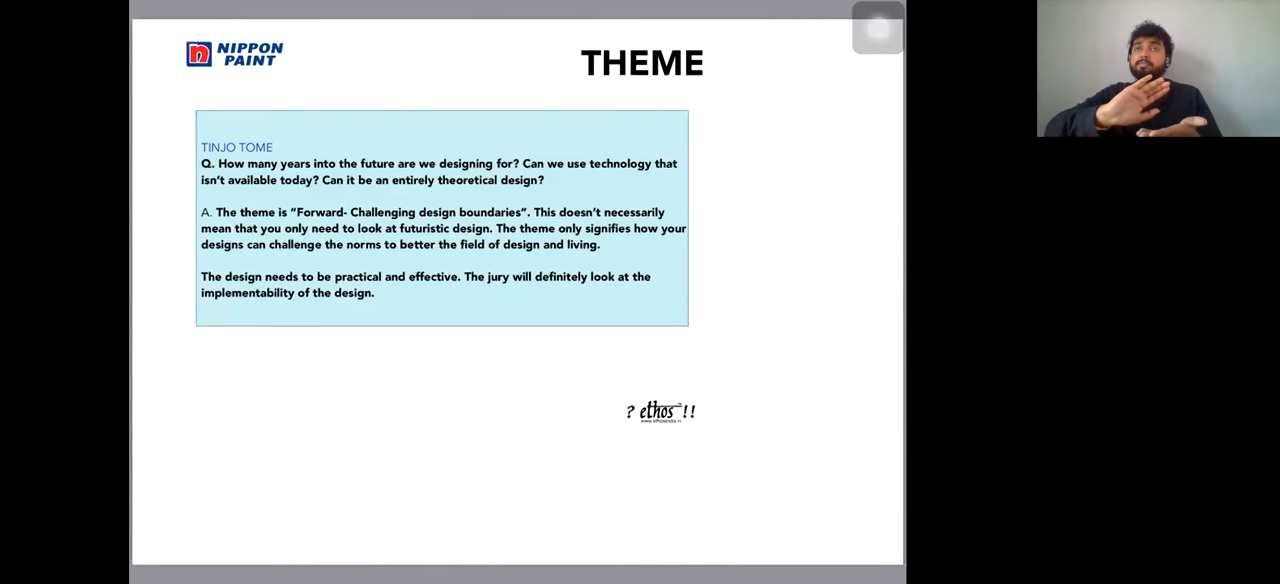 NIPPON
PAINT
THEME
TINJO TOME
Q. How many years into the future are we designing for? Can we use technology that
isn't available today? Can it be an entirely theoretical design?
A. The theme is "Forward- Challenging design boundaries". This doesn't necessarily
mean that you only need to look at futuristic design. The theme only signifies how your
designs can challenge the norms to better the field of design and living.
The design needs to be practical and effective. The jury will definitely look at the
implementability of the design.
? ethos !!
www.ethosindia.in